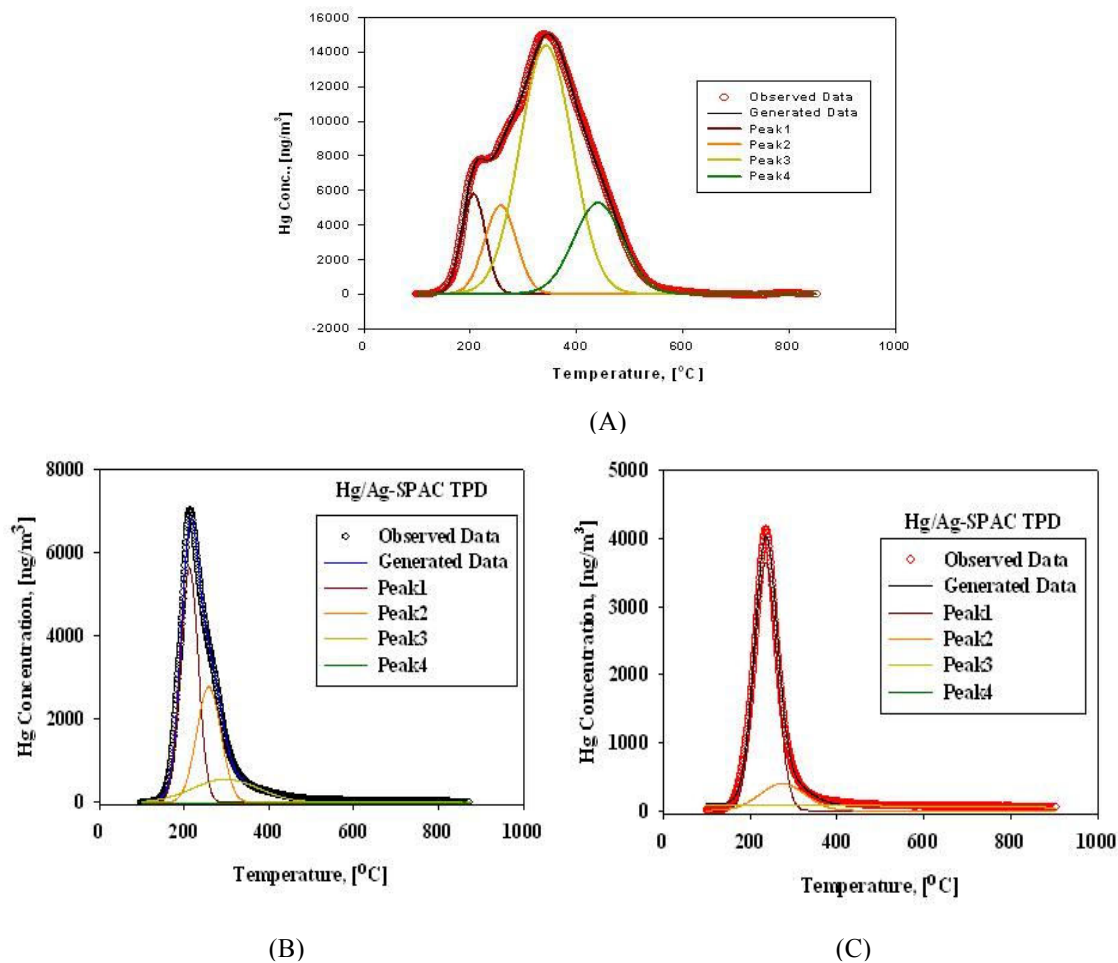 16000
14000
12000
10000
8000
6000
4000
2000
0
-2000
Hg Conc., [ng/m³]
Observed Data
Generated Data
Peak1
Peak2
Peak3
Peak4
0 200 400 600 800 1000
Temperature, [°C]
(A)
8000
6000
4000
2000
0
Hg Concentration, [ng/m³]
Hg/Ag-SPAC TPD
Observed Data
Generated Data
Peak1
Peak2
Peak3
Peak4
0 200 400 600 800 1000
Temperature, [°C]
(B)
5000
4000
3000
2000
1000
0
Hg Concentration, [ng/m³]
Hg/Ag-SPAC TPD
Observed Data
Generated Data
Peak1
Peak2
Peak3
Peak4
0 200 400 600 800 1000
Temperature, [°C]
(C)